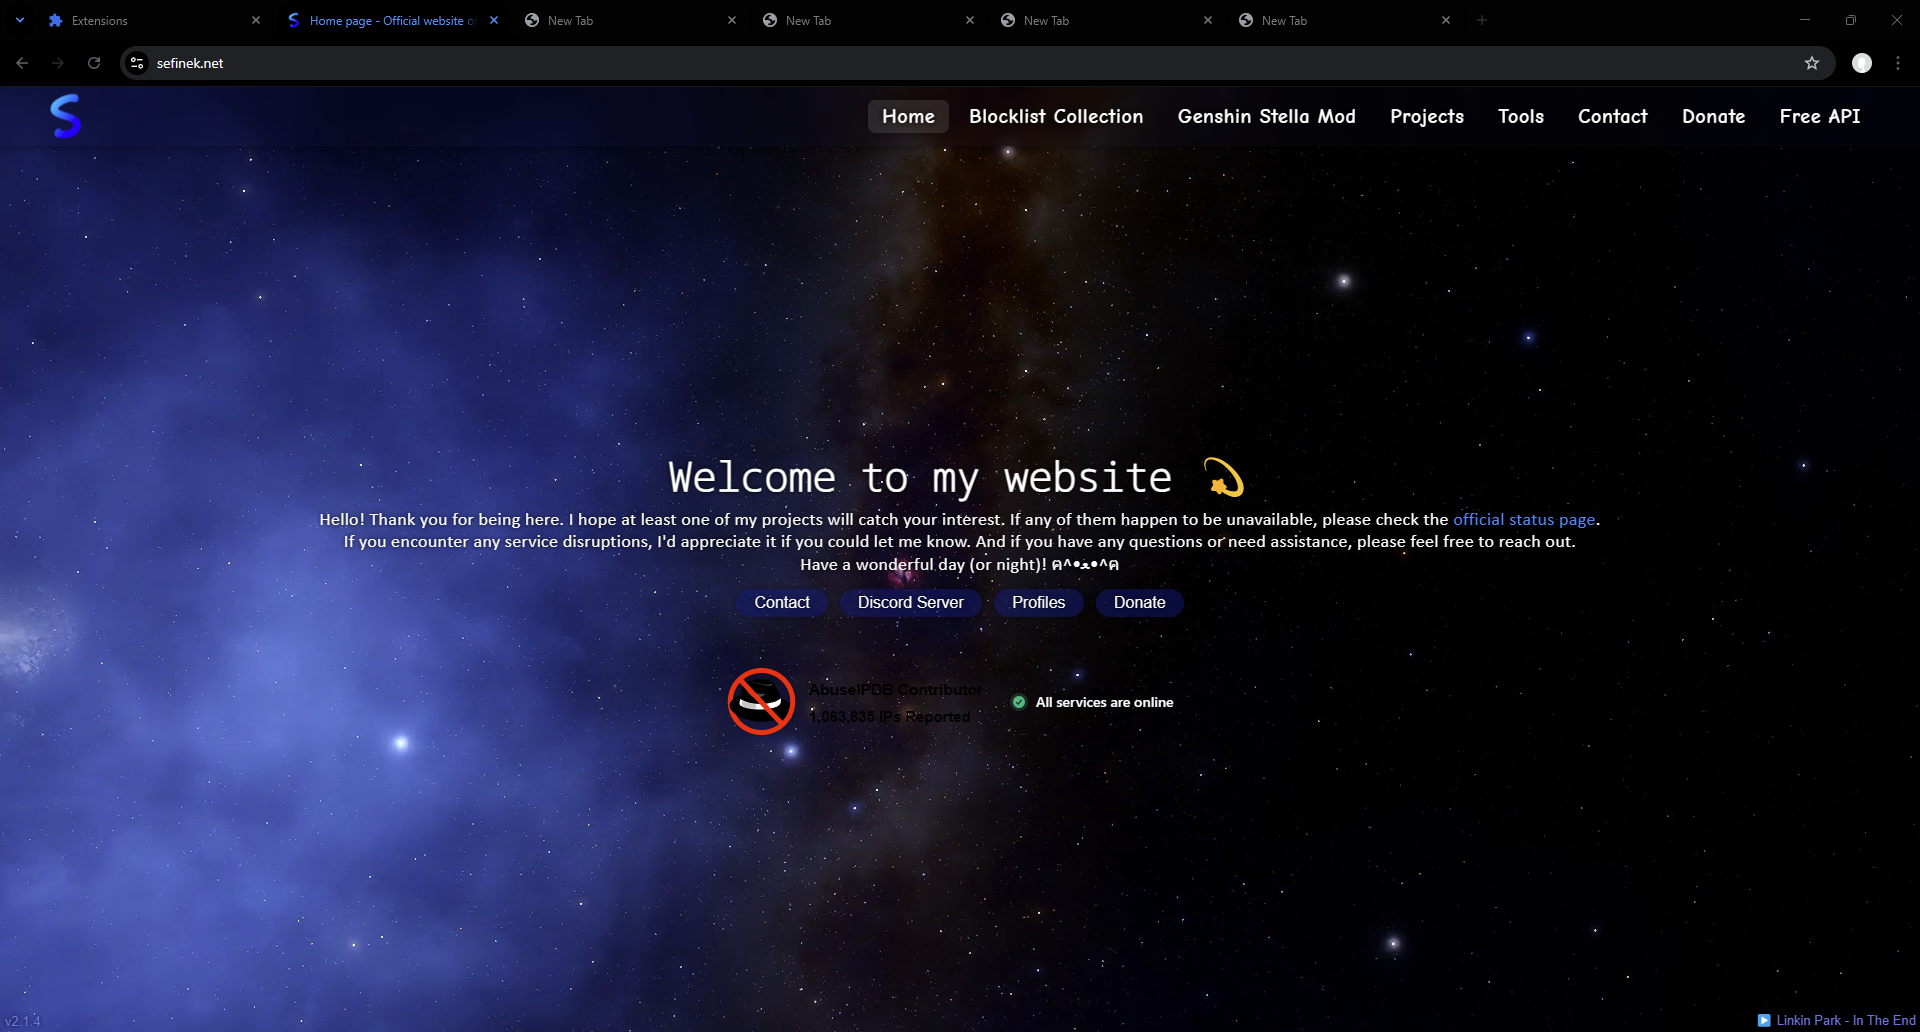 Extensions
Home page - Official website o
New Tab
New Tab
New Tab
New Tab
sefinek.net
Home
Blocklist Collection
Genshin Stella Mod
Projects
Tools
Contact
Donate
Free API
Welcome to my website
Hello! Thank you for being here. I hope at least one of my projects will catch your interest. If any of them happen to be unavailable, please check the official status page.
If you encounter any service disruptions, I'd appreciate it if you could let me know. And if you have any questions or need assistance, please feel free to reach out.
Have a wonderful day (or night)! ฅ^•ﻌ•^ฅ
Contact
Discord Server
Profiles
Donate
AbuseIPDB Contributor
1,063,835 IPs Reported
All services are online
v2.1.4
Linkin Park - In The End